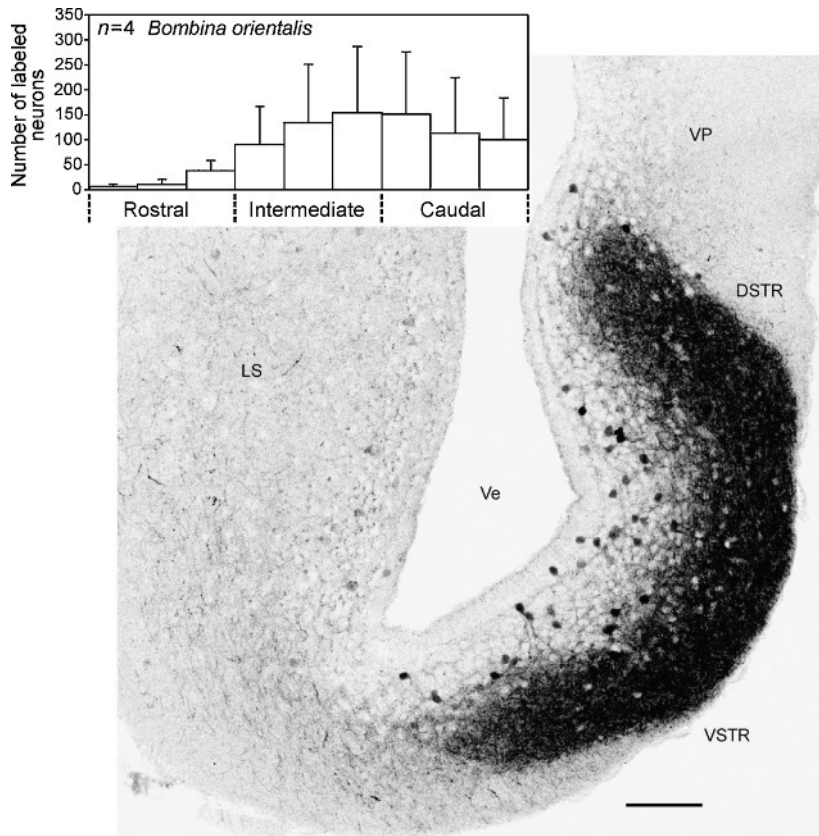 350
300
250
200
150
100
50
0
Number of labeled
neurons
n=4 Bombina orientalis
Rostral
Intermediate
Caudal
VP
DSTR
LS
Ve
VSTR